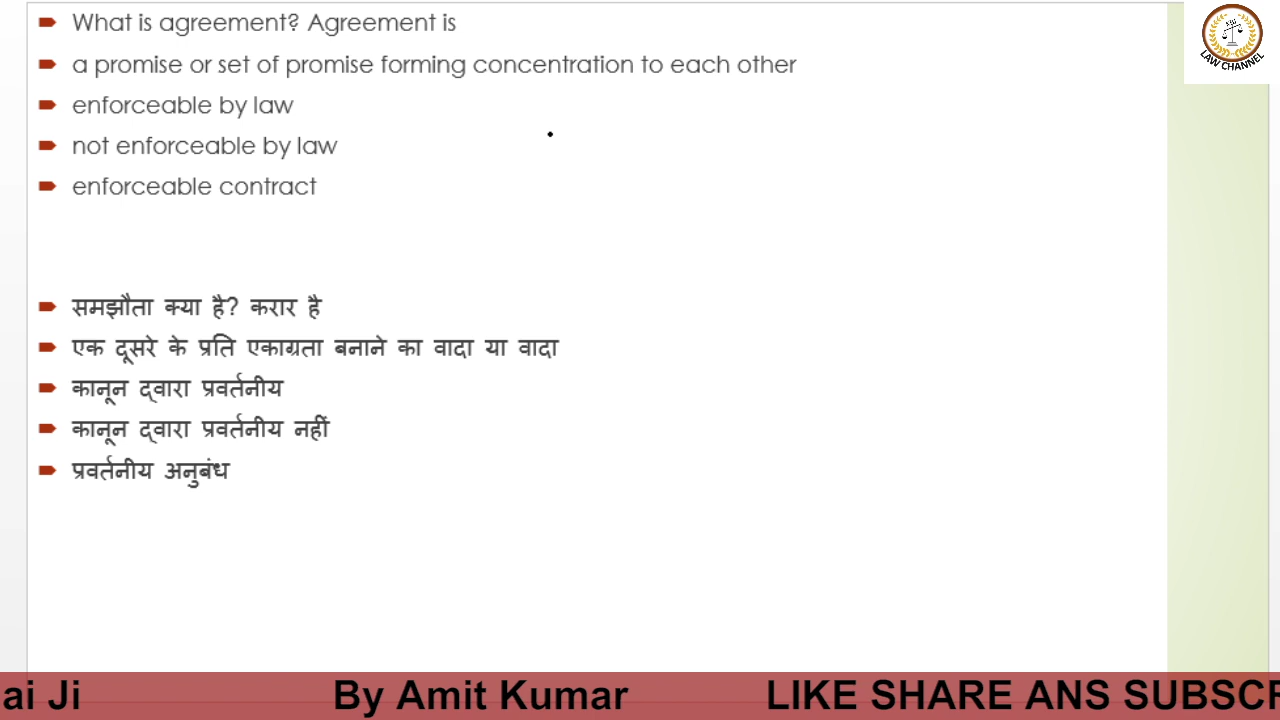 What is agreement? Agreement is
a promise or set of promise forming concentration to each other
enforceable by law
not enforceable by law
enforceable contract
समझौता क्या है? करार है
एक दूसरे के प्रति एकाग्रता बनाने का वादा या वादा
कानून द्वारा प्रवर्तनीय
कानून द्वारा प्रवर्तनीय नहीं
प्रवर्तनीय अनुबंध
LAW CHANNEL
ai Ji By Amit Kumar LIKE SHARE ANS SUBSC